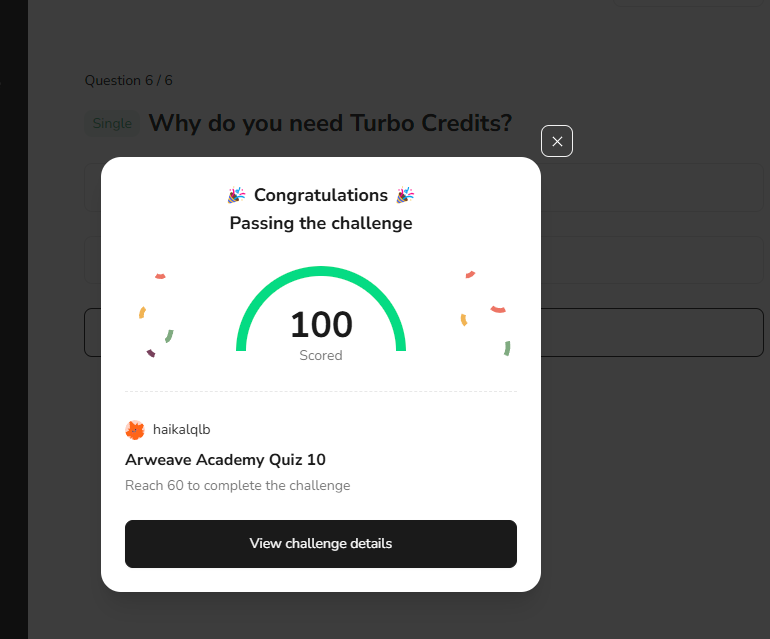 Question 6 / 6
Single Why do you need Turbo Credits?
Congratulations
Passing the challenge
100
Scored
haikalqlb
Arweave Academy Quiz 10
Reach 60 to complete the challenge
View challenge details